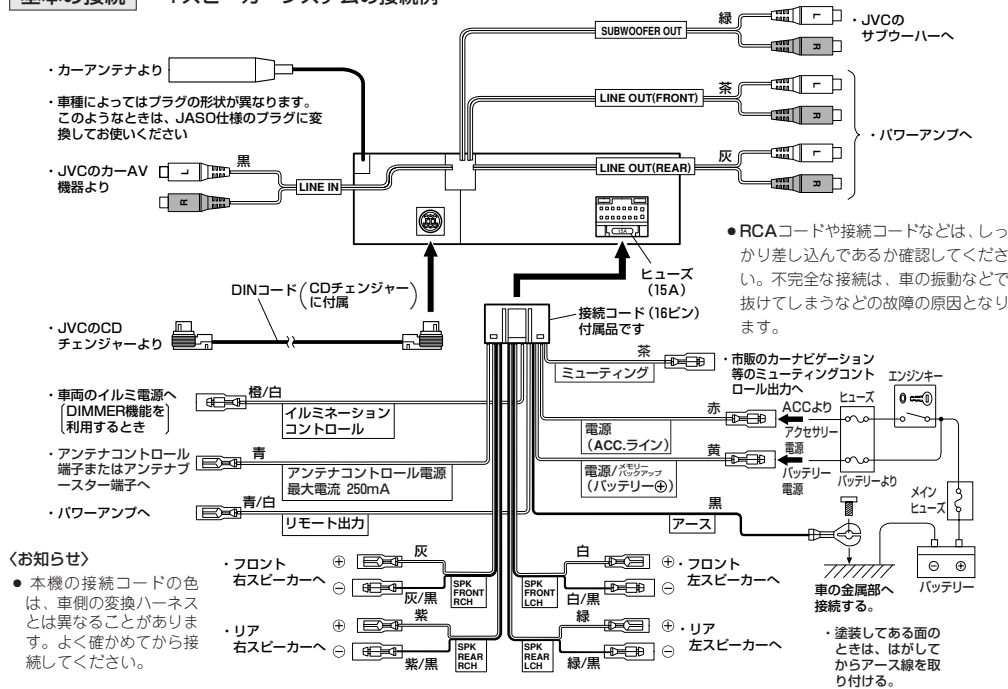 基本の接続
4スピーカーシステムの接続例
緑
SUBWOOFER OUT
L
R
・JVCの
サブウーハーへ
・カーアンテナより
茶
LINE OUT(FRONT)
L
R
・車種によってはプラグの形状が異なります。
このようなときは、JASO仕様のプラグに変
換してお使いください
・パワーアンプへ
灰
LINE OUT(REAR)
L
R
・JVCのカーAV
機器より
L
R
黒
LINE IN
15A
ヒューズ
(15A)
●RCAコードや接続コードなどは、しっ
かり差し込んであるか確認してくださ
い。不完全な接続は、車の振動などで
抜けてしまうなどの故障の原因となり
ます。
DINコード(CDチェンジャー
に付属)
接続コード(16ピン)
付属品です
・JVCのCD
チェンジャーより
茶
ミューティング
・市販のカーナビゲーション
等のミューティングコント
ロール出力へ
・車両のイルミ電源へ
[DIMMER機能を
利用するとき]
橙/白
イルミネーション
コントロール
赤
電源
(ACC.ライン)
ACCより
アクセサリー
電源
ヒューズ
エンジンキー
・アンテナコントロール
端子またはアンテナブ
ースター端子へ
青
アンテナコントロール電源
最大電流 250mA
黄
電源/メモリーバックアップ
(バッテリー⊕)
バッテリー
電源
バッテリーより
メイン
ヒューズ
・パワーアンプへ
青/白
リモート出力
黒
アース
⊖ ⊕
バッテリー
車の金属部へ
接続する。
・塗装してある面の
ときは、はがして
からアース線を取
り付ける。
〈お知らせ〉
● 本機の接続コードの色
は、車側の変換ハーネス
とは異なることがありま
す。よく確かめてから接
続してください。
・フロント
右スピーカーへ
⊕
⊖
灰
灰/黒
SPK
FRONT
RCH
SPK
FRONT
LCH
白
白/黒
⊕
⊖
・フロント
左スピーカーへ
・リア
右スピーカーへ
⊕
⊖
紫
紫/黒
SPK
REAR
RCH
SPK
REAR
LCH
緑
緑/黒
⊕
⊖
・リア
左スピーカーへ